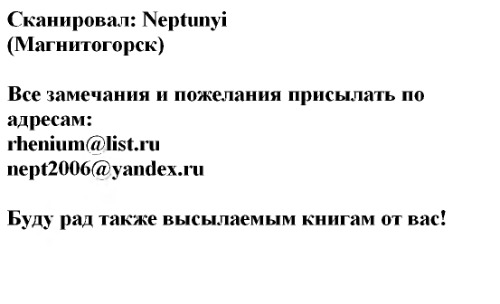 Сканировал: Neptunyi
(Магнитогорск)
Все замечания и пожелания присылать по
адресам:
rhenium@list.ru
nept2006@yandex.ru
Буду рад также высылаемым книгам от вас!